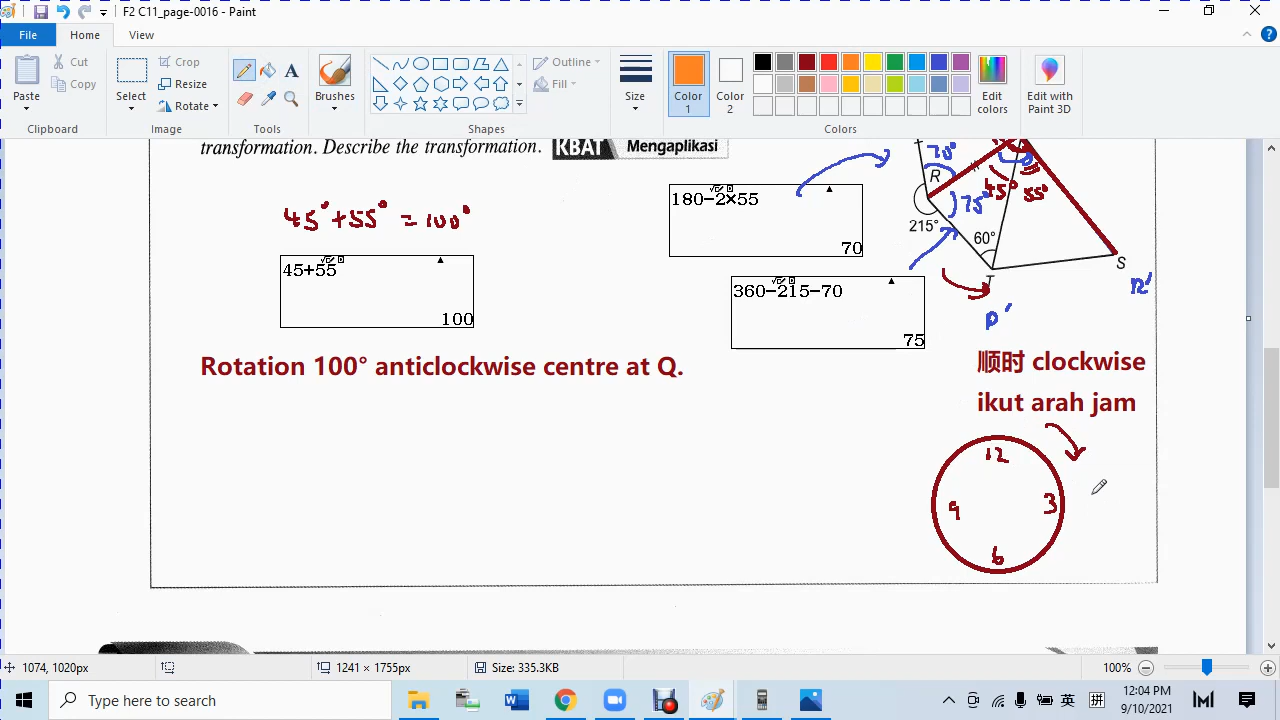 F2 C11_page-0016 - Paint
File
Home
View
Paste
Cut
Copy
Clipboard
Select
Resize
Rotate
Image
A
Tools
Brushes
Outline
Fill
Shapes
Size
Color 1
Color 2
Edit colors
Edit with Paint 3D
Colors
transformation. Describe the transformation. KBAT Mengaplikasi
45°+55° = 100°
45+55
100
180-2×55
70
360-215-70
75
70°
R
75°
45°
55°
215°
60°
T
S
R'
P'
Rotation 100° anticlockwise centre at Q.
顺时 clockwise
ikut arah jam
12
9
3
6
1074, 1020px
1241 × 1755px
Size: 335.3KB
100%
Type here to search
英
拼
12:04 PM
9/10/2021